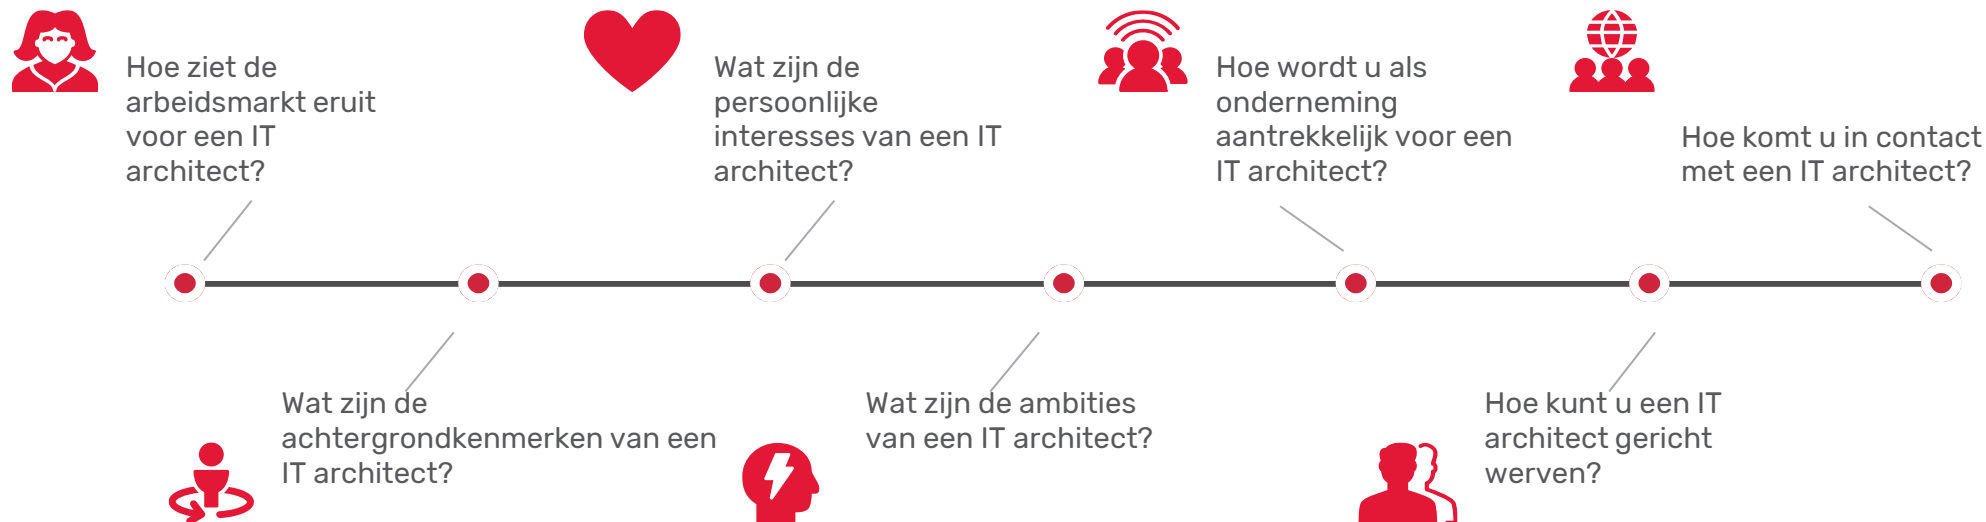 Hoe ziet de
arbeidsmarkt eruit
voor een IT
architect?
Wat zijn de
achtergrondkenmerken van een
IT architect?
Wat zijn de
persoonlijke
interesses van een IT
architect?
Wat zijn de ambities
van een IT architect?
Hoe wordt u als
onderneming
aantrekkelijk voor een
IT architect?
Hoe kunt u een IT
architect gericht
werven?
Hoe komt u in contact
met een IT architect?